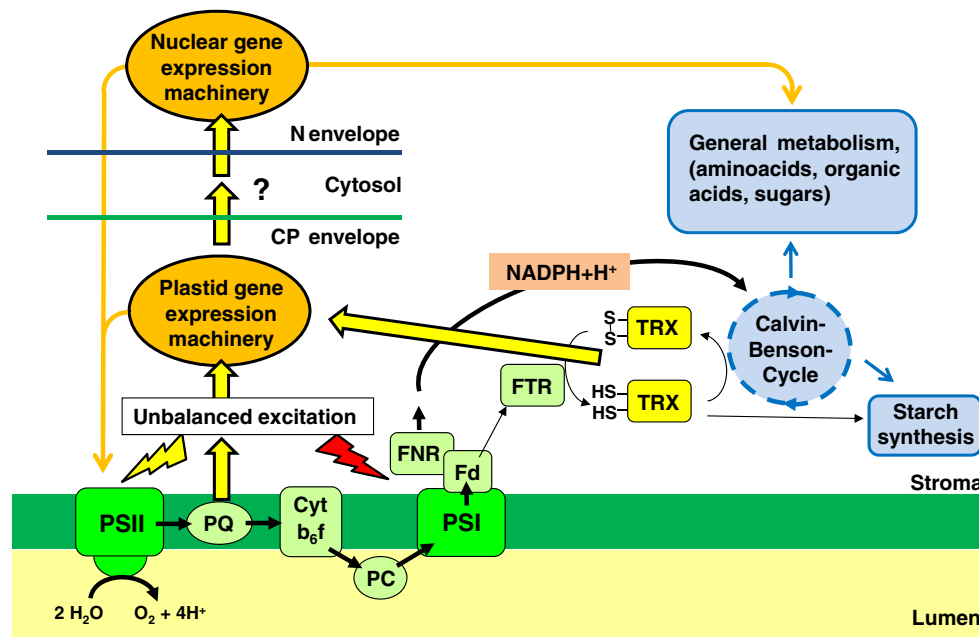 Nuclear gene
expression
machinery
N envelope
Cytosol
?
CP envelope
General metabolism,
(aminoacids, organic
acids, sugars)
NADPH+H⁺
Plastid gene
expression
machinery
S
S
TRX
Calvin-
Benson-
Cycle
FTR
HS
HS
TRX
Unbalanced excitation
Starch
synthesis
FNR
Fd
Stroma
PSII
PQ
Cyt
b₆f
PSI
PC
2 H₂O
O₂ + 4H⁺
Lumen